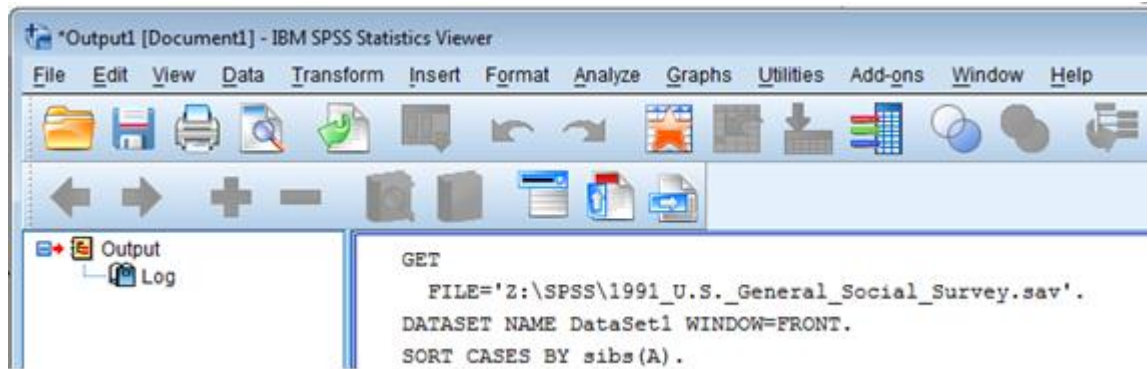 *Output1 [Document1] - IBM SPSS Statistics Viewer
File Edit View Data Transform Insert Format Analyze Graphs Utilities Add-ons Window Help
Output
Log
GET
FILE='Z:\SPSS\1991_U.S._General_Social_Survey.sav'.
DATASET NAME DataSet1 WINDOW=FRONT.
SORT CASES BY sibs(A).